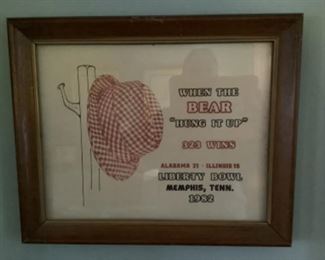 WHEN THE
BEAR
"HUNG IT UP"
323 WINS
ALABAMA 21 - ILLINOIS 15
LIBERTY BOWL
MEMPHIS, TENN.
1982